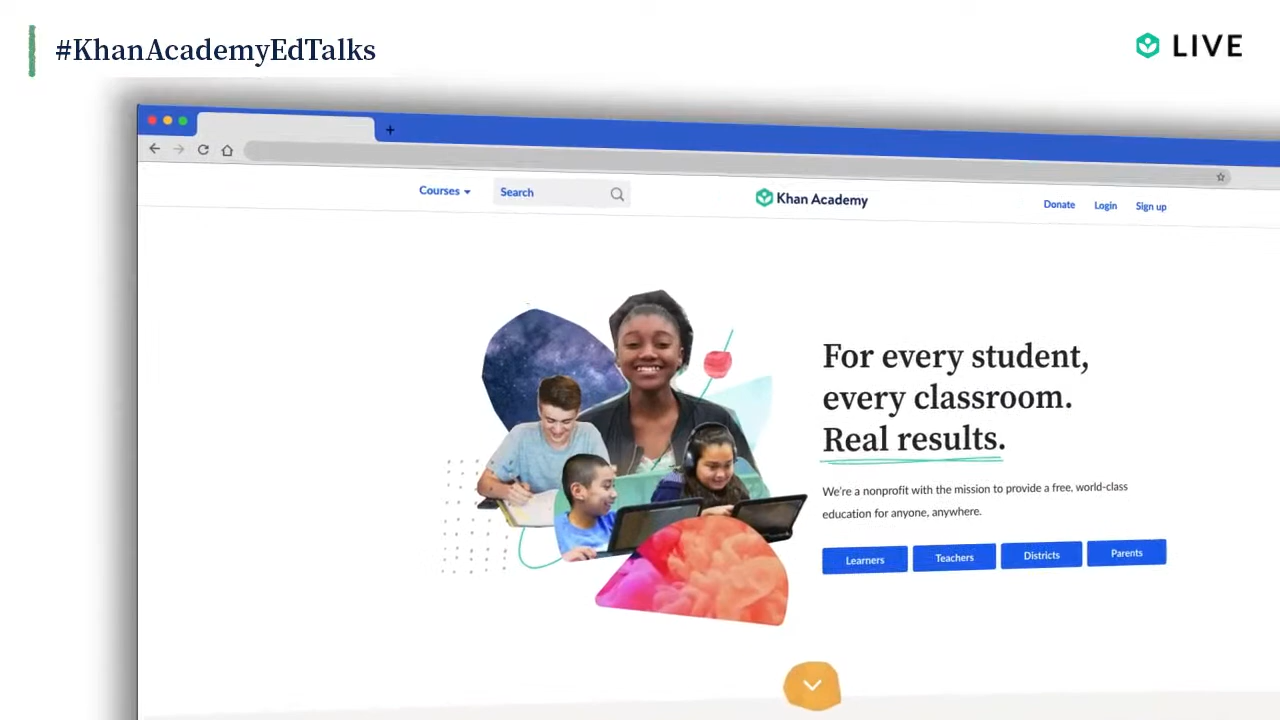 #KhanAcademyEdTalks
LIVE
Courses
Search
Khan Academy
Donate
Login
Sign up
For every student,
every classroom.
Real results.
We're a nonprofit with the mission to provide a free, world-class
education for anyone, anywhere.
Learners
Teachers
Districts
Parents